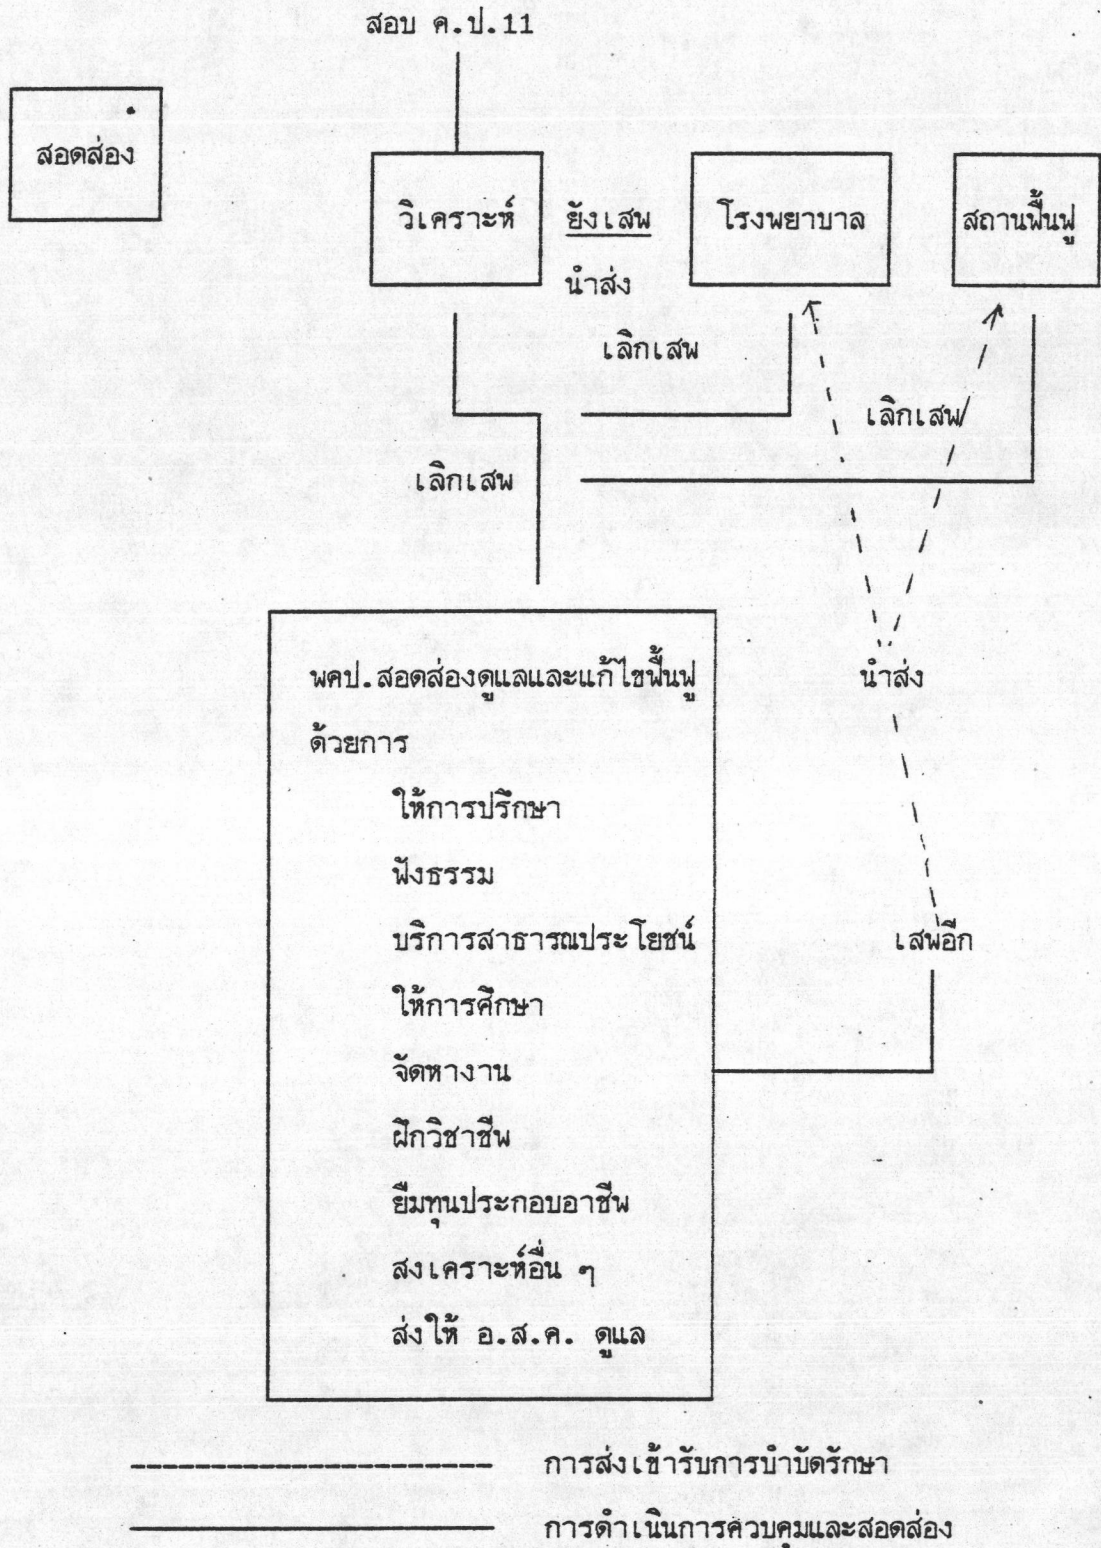 สอบ ค.ป.11
สอดส่อง
วิเคราะห์
ยังเสพ
นำส่ง
โรงพยาบาล
สถานฟื้นฟู
เลิกเสพ
เลิกเสพ
เลิกเสพ
พคป.สอดส่องดูแลและแก้ไขฟื้นฟู
ด้วยการ
ให้การปรึกษา
ฟังธรรม
บริการสาธารณประโยชน์
ให้การศึกษา
จัดหางาน
ฝึกวิชาชีพ
ยืมทุนประกอบอาชีพ
สงเคราะห์อื่น ๆ
ส่งให้ อ.ส.ค. ดูแล
นำส่ง
เสพอีก
การส่งเข้ารับการบำบัดรักษา
การดำเนินการควบคุมและสอดส่อง